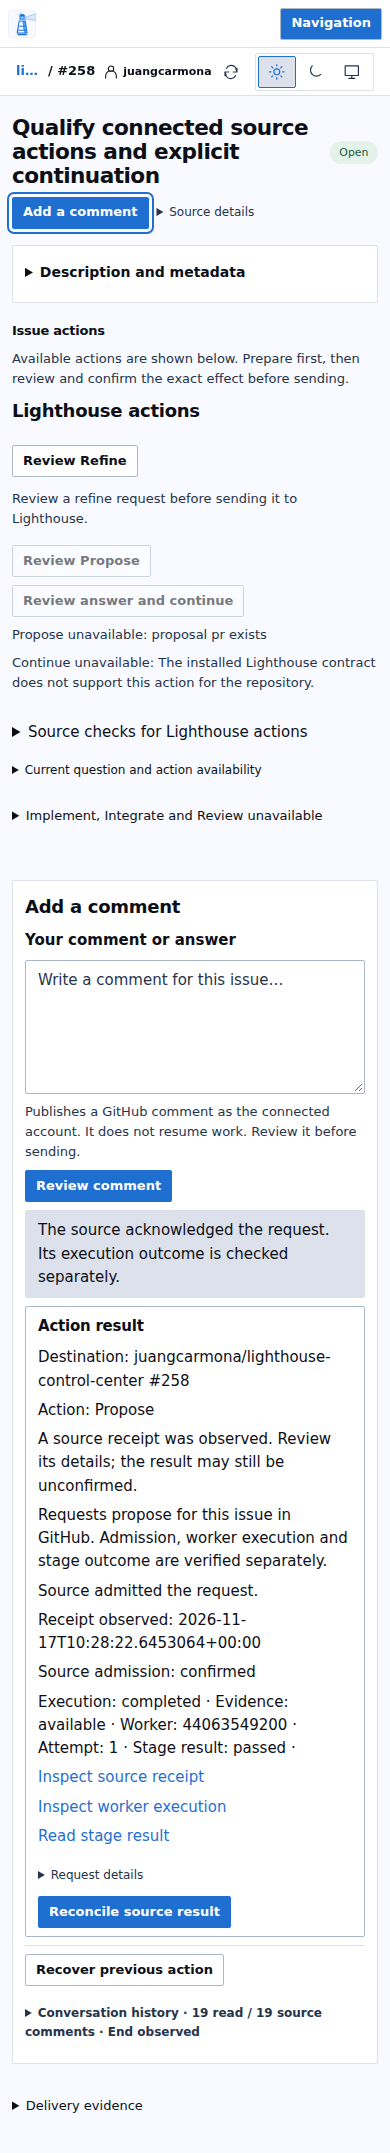 Navigation
li… / #258 juangcarmona
Qualify connected source
actions and explicit
continuation
Open
Add a comment
Source details
Description and metadata
Issue actions
Available actions are shown below. Prepare first, then
review and confirm the exact effect before sending.
Lighthouse actions
Review Refine
Review a refine request before sending it to
Lighthouse.
Review Propose
Review answer and continue
Propose unavailable: proposal pr exists
Continue unavailable: The installed Lighthouse contract
does not support this action for the repository.
Source checks for Lighthouse actions
Current question and action availability
Implement, Integrate and Review unavailable
Add a comment
Your comment or answer
Write a comment for this issue…
Publishes a GitHub comment as the connected
account. It does not resume work. Review it before
sending.
Review comment
The source acknowledged the request.
Its execution outcome is checked
separately.
Action result
Destination: juangcarmona/lighthouse-
control-center #258
Action: Propose
A source receipt was observed. Review
its details; the result may still be
unconfirmed.
Requests propose for this issue in
GitHub. Admission, worker execution and
stage outcome are verified separately.
Source admitted the request.
Receipt observed: 2026-11-
17T10:28:22.6453064+00:00
Source admission: confirmed
Execution: completed · Evidence:
available · Worker: 44063549200 ·
Attempt: 1 · Stage result: passed ·
Inspect source receipt
Inspect worker execution
Read stage result
Request details
Reconcile source result
Recover previous action
Conversation history · 19 read / 19 source
comments · End observed
Delivery evidence